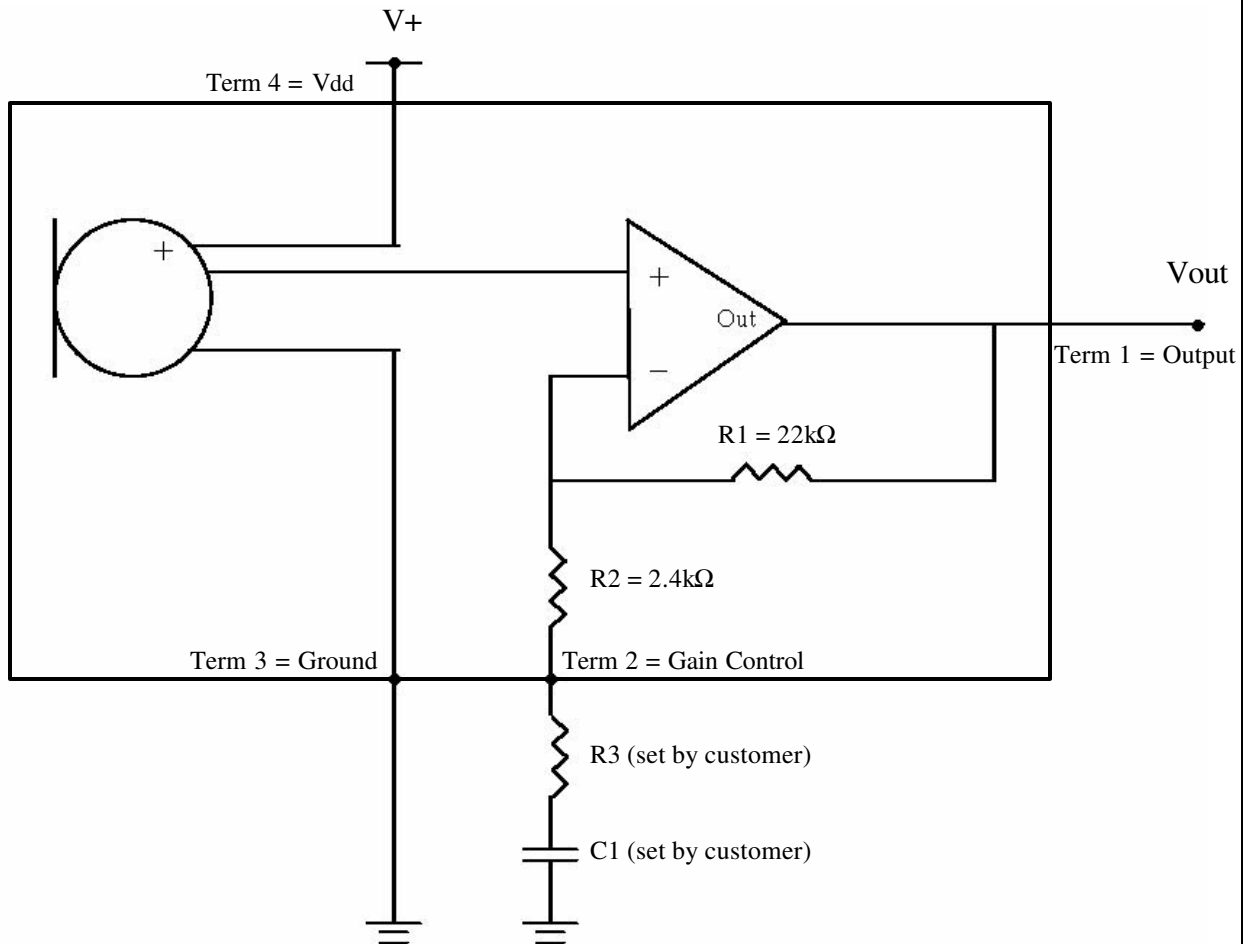 V+
Term 4 = Vdd
+
+
Vout
Out
Term 1 = Output
−
R1 = 22kΩ
R2 = 2.4kΩ
Term 3 = Ground
Term 2 = Gain Control
R3 (set by customer)
C1 (set by customer)